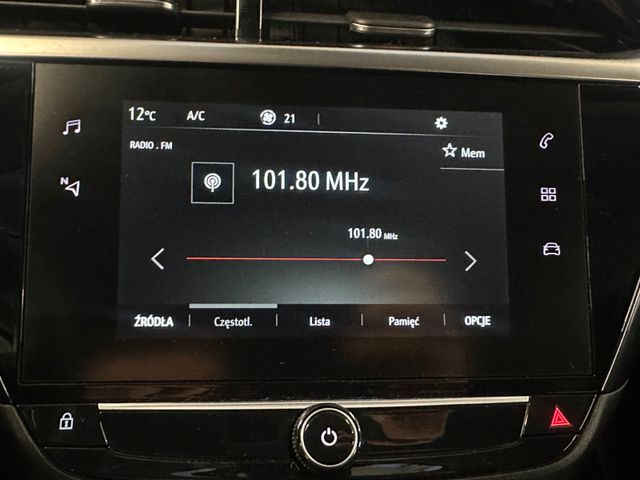 12°C A/C 21
RADIO . FM
Mem
N
101.80 MHz
101.80 MHz
ŹRÓDŁA Częstotl. Lista Pamięć OPCJE